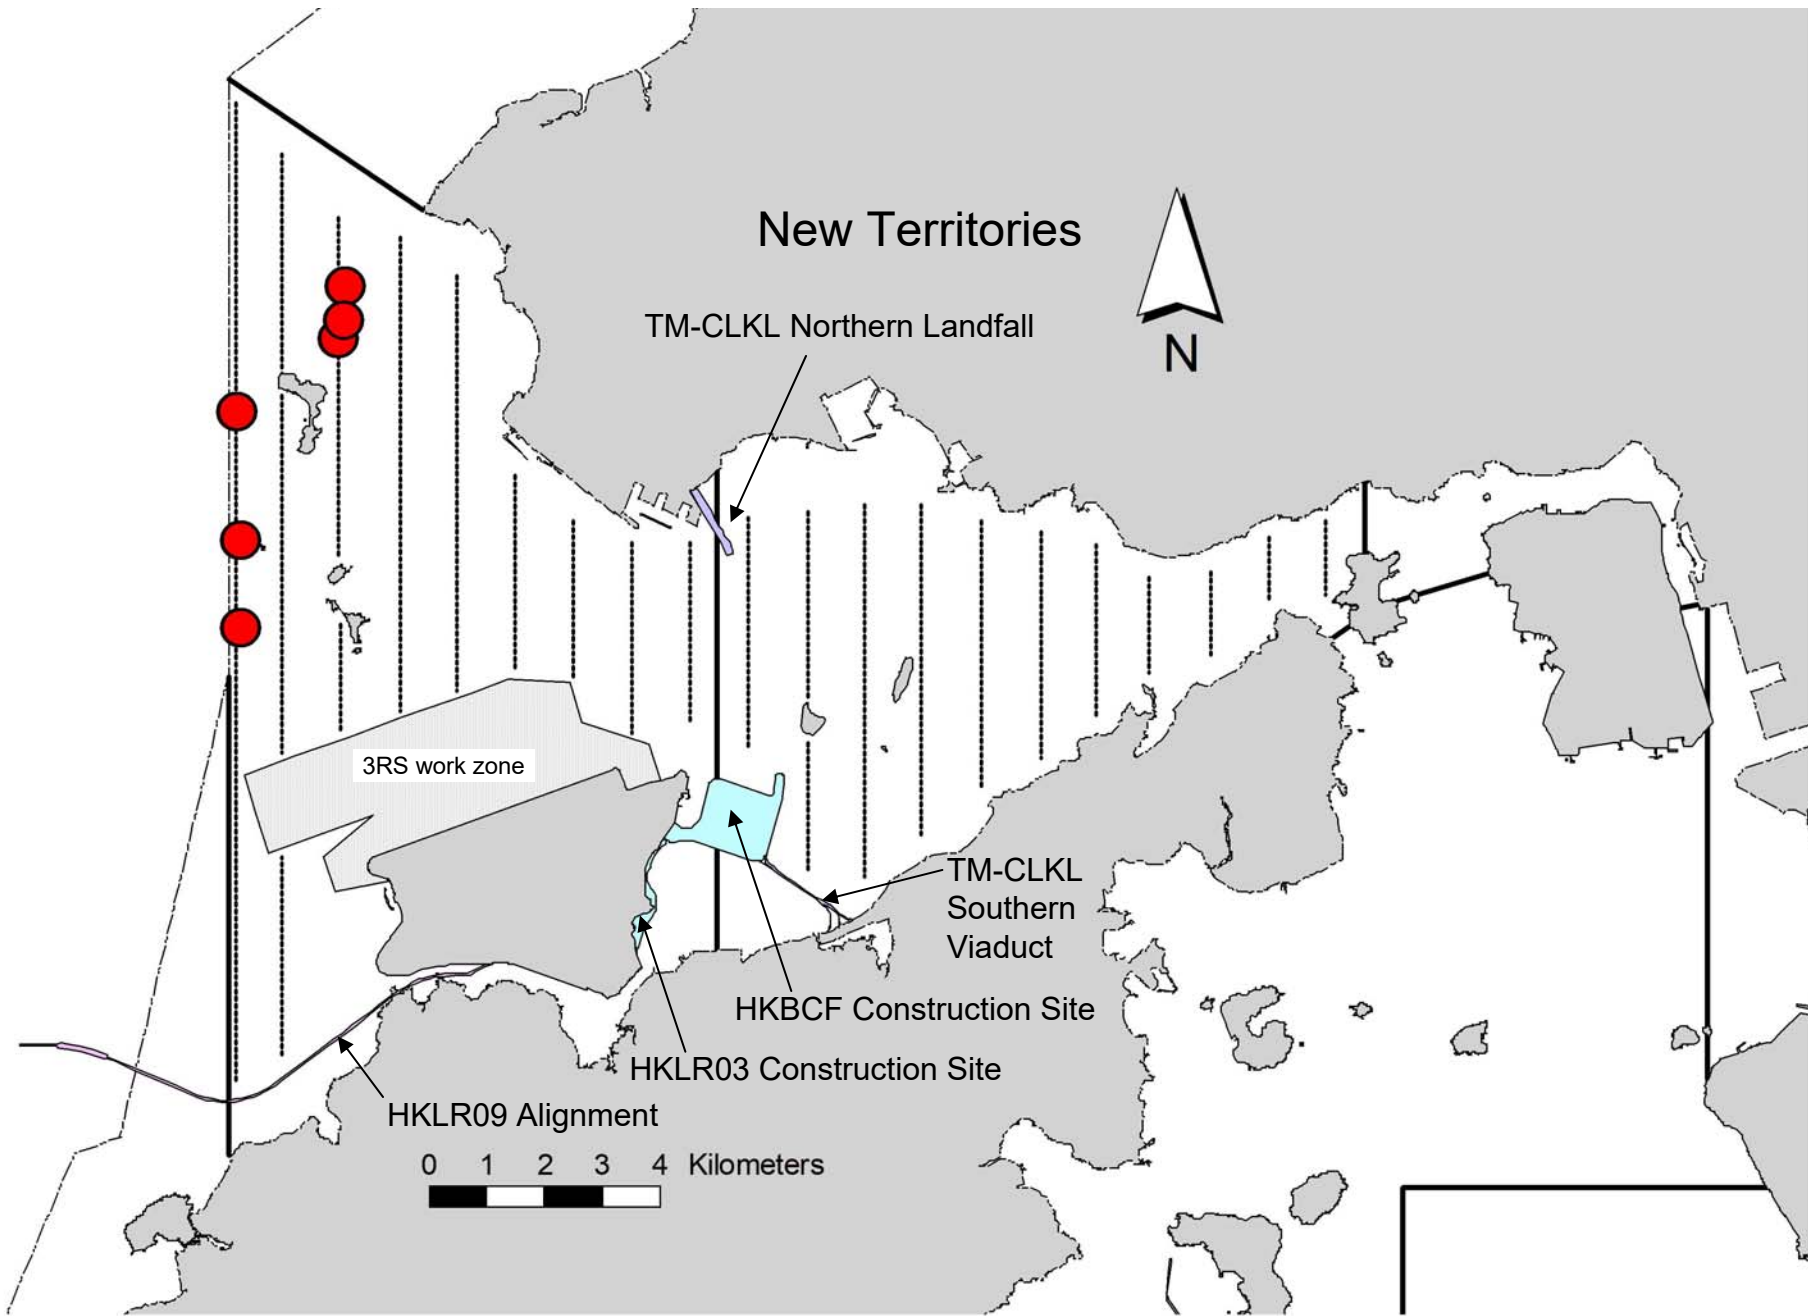 New Territories
TM-CLKL Northern Landfall
N
3RS work zone
TM-CLKL
Southern
Viaduct
HKBCF Construction Site
HKLR03 Construction Site
HKLR09 Alignment
0 1 2 3 4 Kilometers